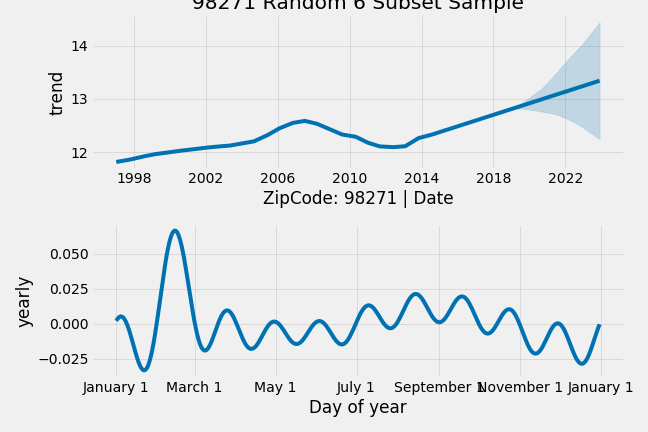 98271 Random 6 Subset Sample
14
13
12
trend
1998 2002 2006 2010 2014 2018 2022
ZipCode: 98271 | Date
0.050
0.025
0.000
−0.025
yearly
January 1 March 1 May 1 July 1 September 1 November 1 January 1
Day of year